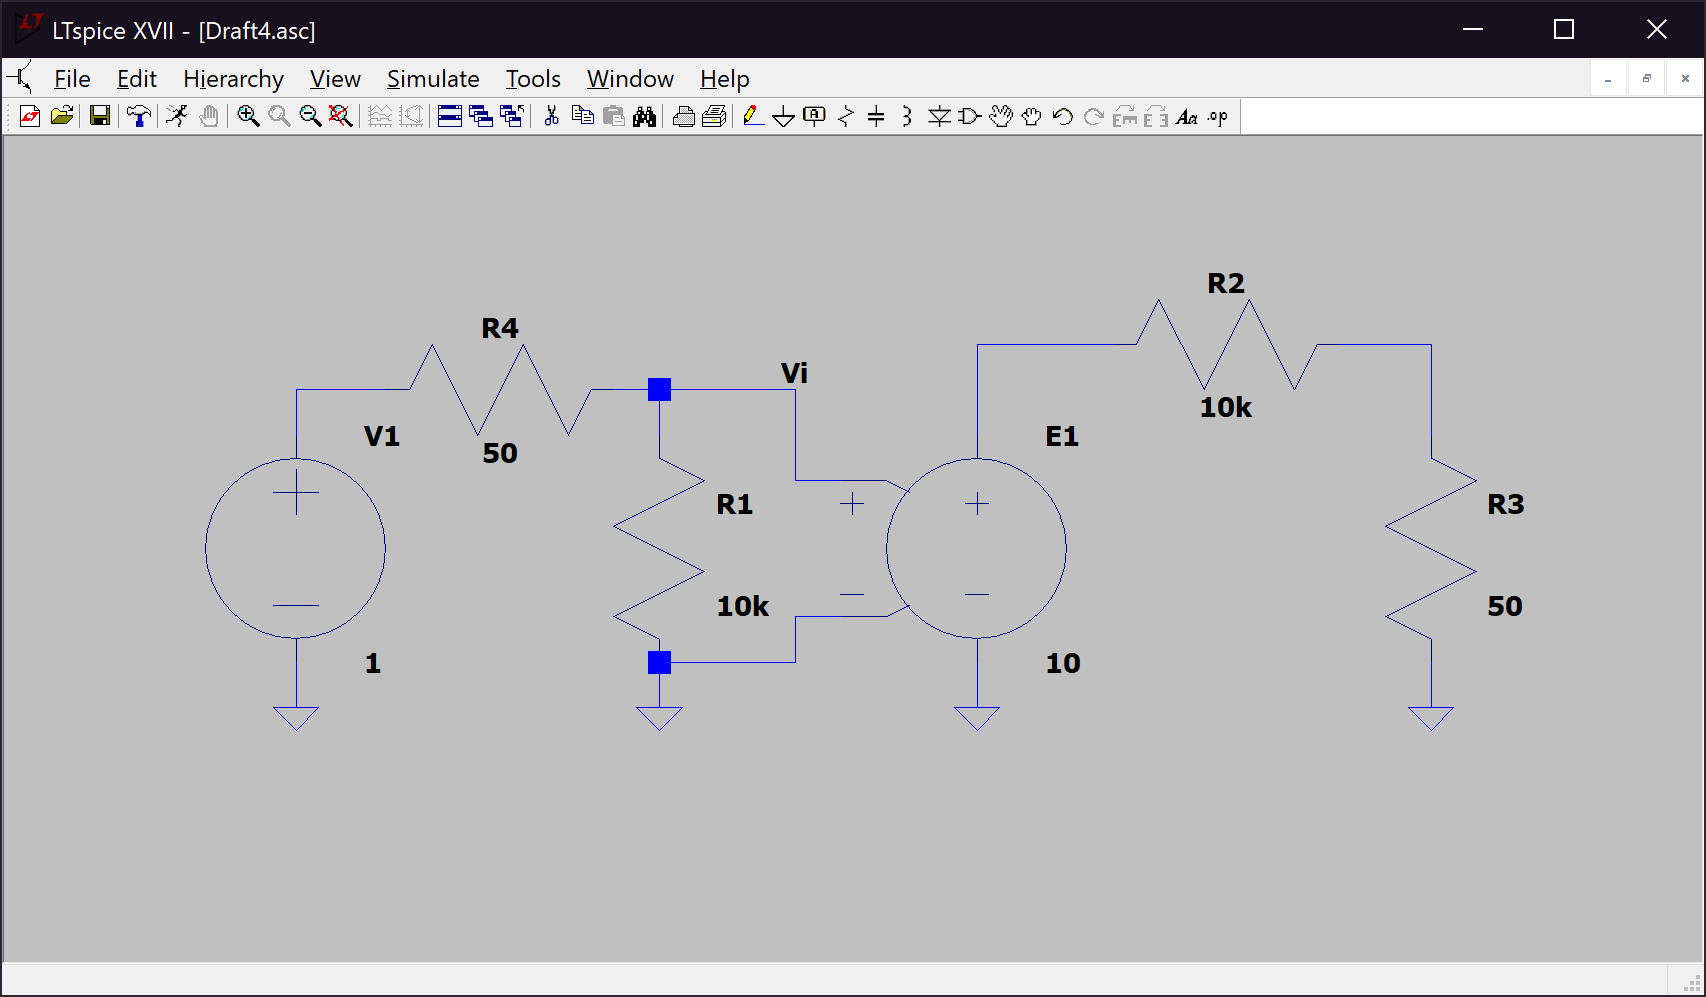 LTspice XVII - [Draft4.asc]
File Edit Hierarchy View Simulate Tools Window Help
R2
R4
Vi
10k
V1
E1
50
R1
R3
10k
50
1
10